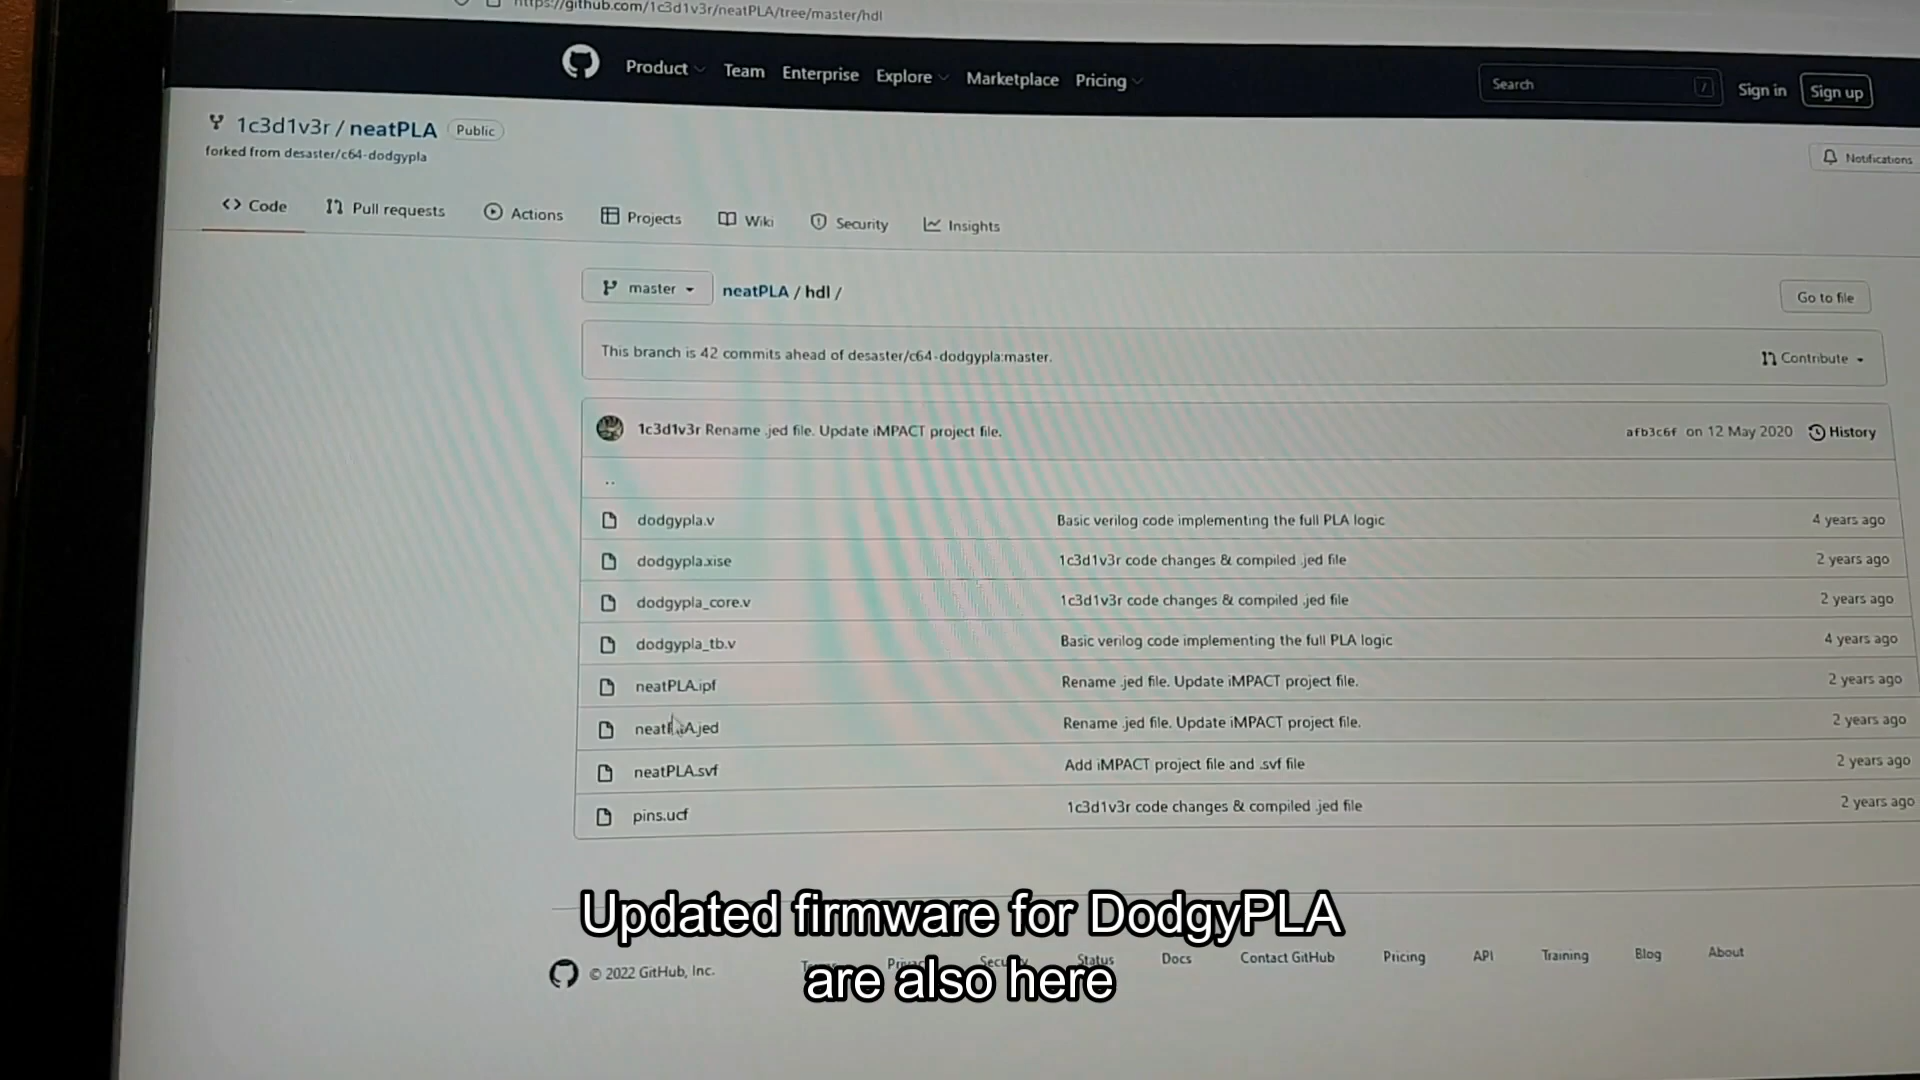 https://github.com/1c3d1v3r/neatPLA/tree/master/hdl
Product Team Enterprise Explore Marketplace Pricing Search / Sign in Sign up
1c3d1v3r / neatPLA Public
forked from desaster/c64-dodgypla
Notifications
<> Code Pull requests Actions Projects Wiki Security Insights
master neatPLA / hdl / Go to file
This branch is 42 commits ahead of desaster/c64-dodgypla:master. Contribute
1c3d1v3r Rename .jed file. Update iMPACT project file. afb3c6f on 12 May 2020 History
..
dodgypla.v Basic verilog code implementing the full PLA logic 4 years ago
dodgypla.xise 1c3d1v3r code changes & compiled .jed file 2 years ago
dodgypla_core.v 1c3d1v3r code changes & compiled .jed file 2 years ago
dodgypla_tb.v Basic verilog code implementing the full PLA logic 4 years ago
neatPLA.ipf Rename .jed file. Update iMPACT project file. 2 years ago
neatPLA.jed Rename .jed file. Update iMPACT project file. 2 years ago
neatPLA.svf Add iMPACT project file and .svf file 2 years ago
pins.ucf 1c3d1v3r code changes & compiled .jed file 2 years ago
Updated firmware for DodgyPLA
are also here
© 2022 GitHub, Inc. Terms Privacy Security Status Docs Contact GitHub Pricing API Training Blog About